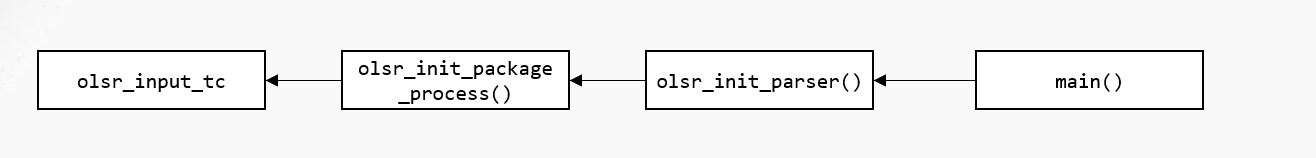 olsr_input_tc
olsr_init_package
_process()
olsr_init_parser()
main()